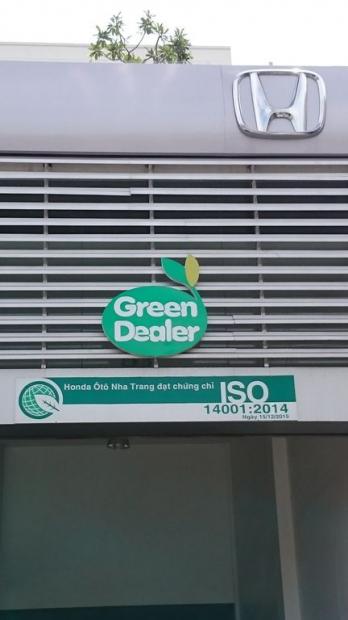 Green
Dealer
Honda Ôtô Nha Trang đạt chứng chỉ ISO
14001:2014
Ngày 15/12/2015